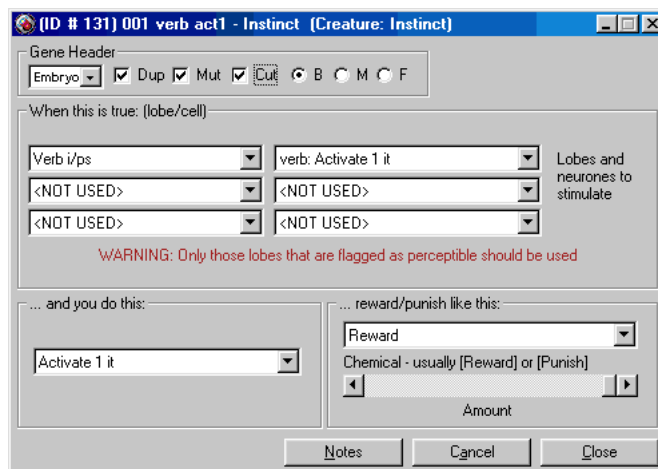 (ID # 131) 001 verb act1 - Instinct (Creature: Instinct)
Gene Header
Embryo Dup Mut Cut B M F
When this is true: (lobe/cell)
Verb i/ps verb: Activate 1 it
<NOT USED> <NOT USED>
<NOT USED> <NOT USED>
Lobes and
neurones to
stimulate
WARNING: Only those lobes that are flagged as perceptible should be used
... and you do this:
Activate 1 it
... reward/punish like this:
Reward
Chemical - usually [Reward] or [Punish]
Amount
Notes Cancel Close